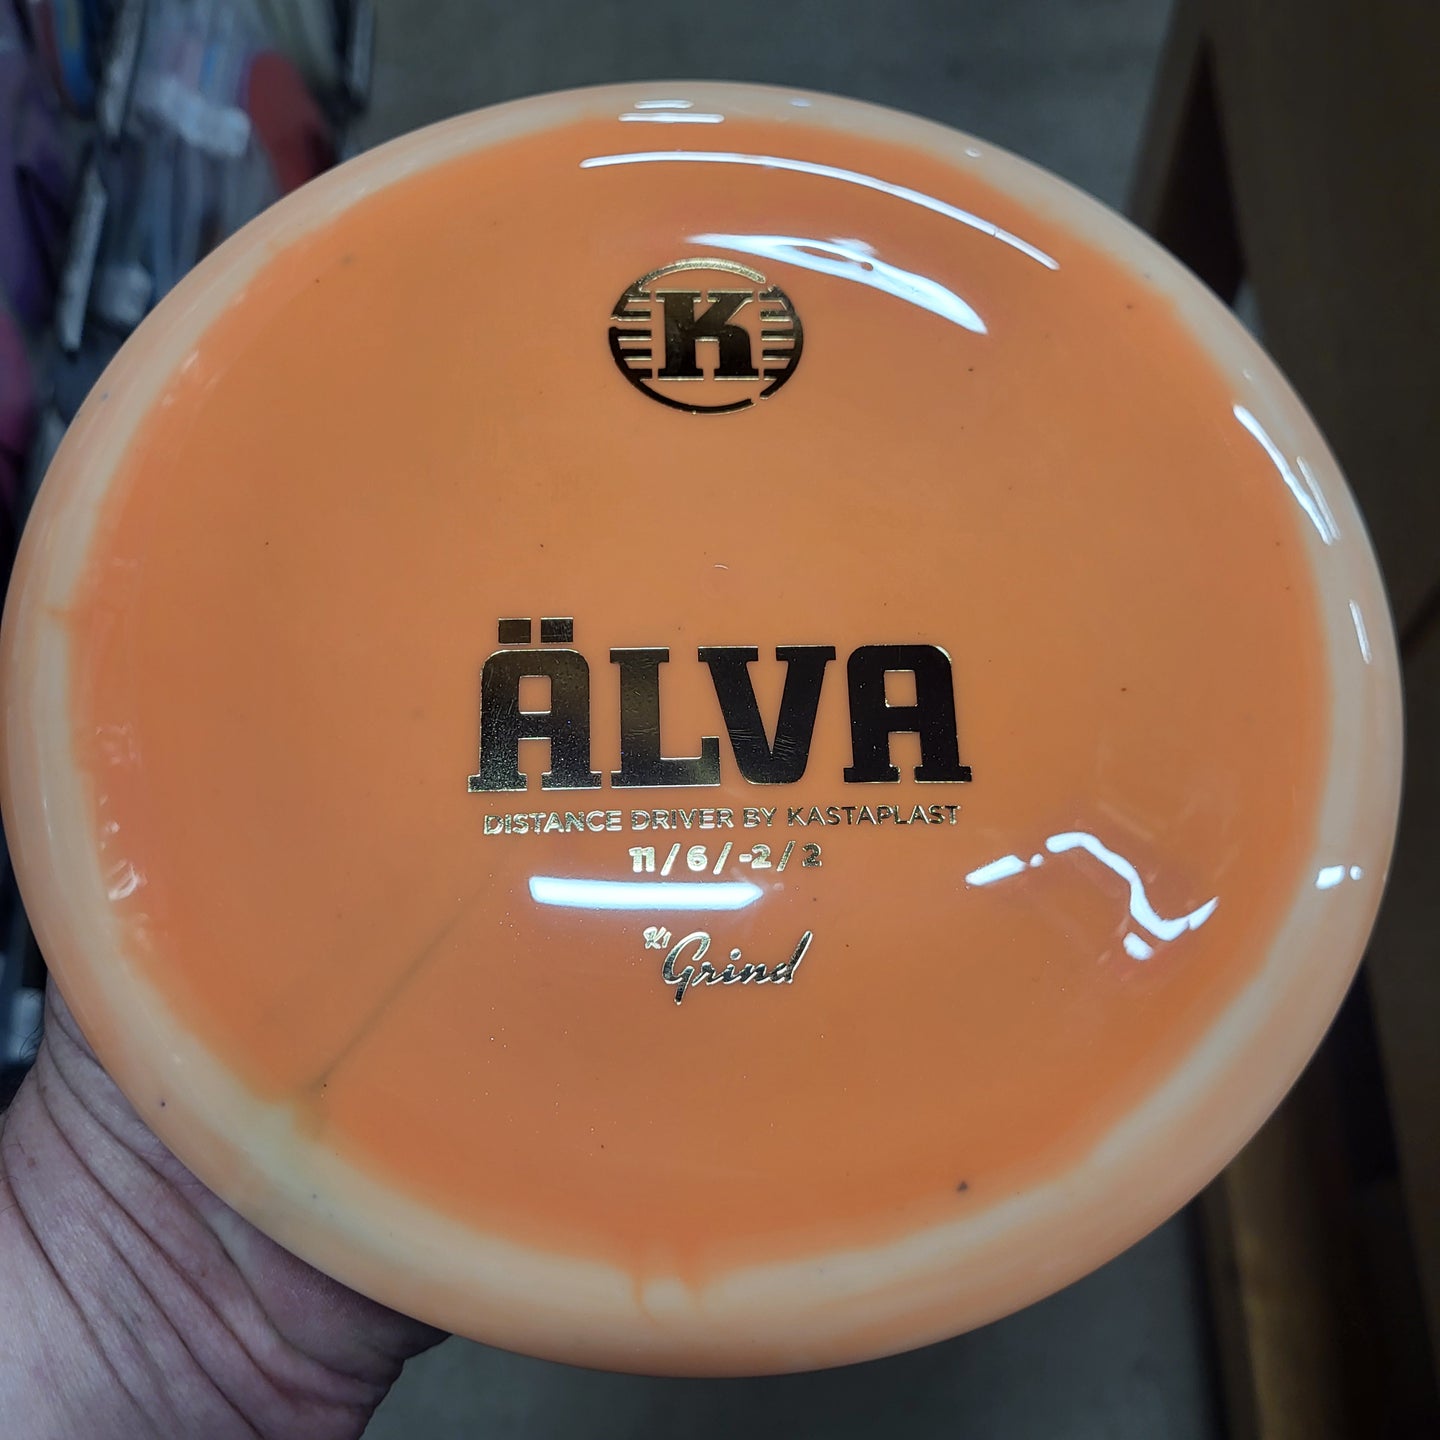 K
ÄLVA
DISTANCE DRIVER BY KASTAPLAST
11 / 6 / -2 / 2
K1 Grind